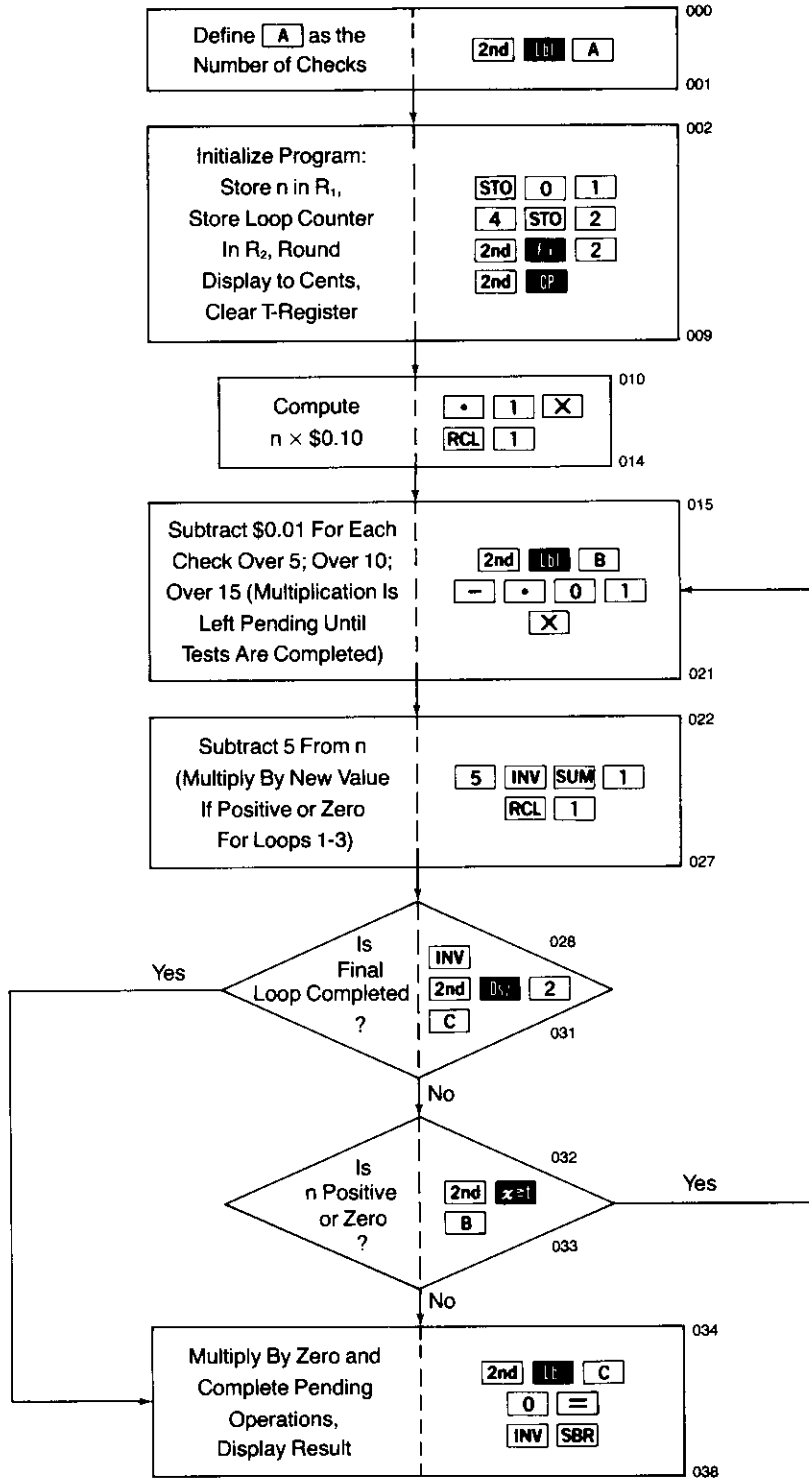 000
Define A as the
Number of Checks
2nd Lbl A
001
002
Initialize Program:
Store n in R₁,
Store Loop Counter
In R₂, Round
Display to Cents,
Clear T-Register
STO 0 1
4 STO 2
2nd 2
2nd CP
009
010
Compute
n × $0.10
• 1 X
RCL 1
014
015
Subtract $0.01 For Each
Check Over 5; Over 10;
Over 15 (Multiplication Is
Left Pending Until
Tests Are Completed)
2nd Lbl B
− • 0 1
X
021
022
Subtract 5 From n
(Multiply By New Value
If Positive or Zero
For Loops 1-3)
5 INV SUM 1
RCL 1
027
028
Is
Final
Loop Completed
?
INV
2nd 2
C
031
Yes
No
032
Is
n Positive
or Zero
?
2nd x≥t
B
033
Yes
No
034
Multiply By Zero and
Complete Pending
Operations,
Display Result
2nd C
0 =
INV SBR
038